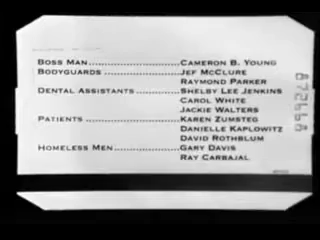 BOSS MAN......................CAMERON B. YOUNG
BODYGUARDS ...................JEF MCCLURE
RAYMOND PARKER
DENTAL ASSISTANTS ..........SHELBY LEE JENKINS
CAROL WHITE
JACKIE WALTERS
PATIENTS .......................KAREN ZUMSTEG
DANIELLE KAPLOWITZ
DAVID ROTHBLUM
HOMELESS MEN................GARY DAVIS
RAY CARBAJAL